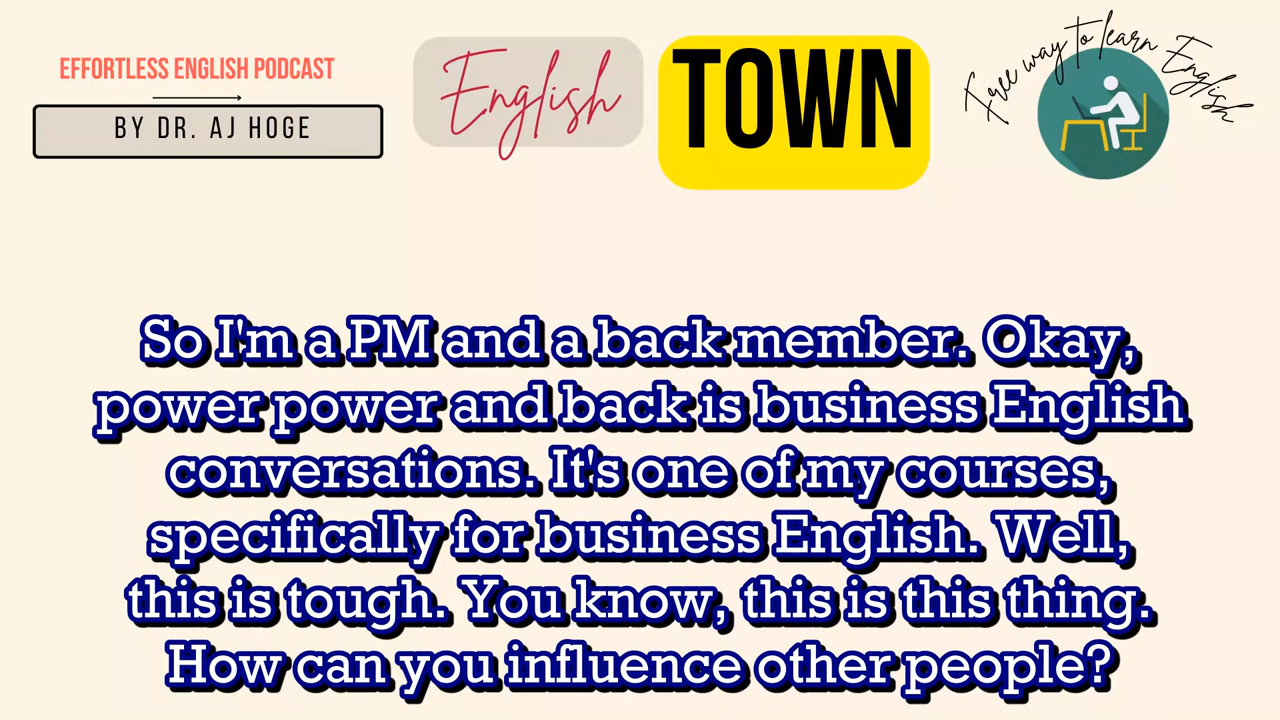 EFFORTLESS ENGLISH PODCAST
BY DR. AJ HOGE
English
TOWN
Free way to learn English
So I'm a PM and a back member. Okay,
power power and back is business English
conversations. It's one of my courses,
specifically for business English. Well,
this is tough. You know, this is this thing.
How can you influence other people?